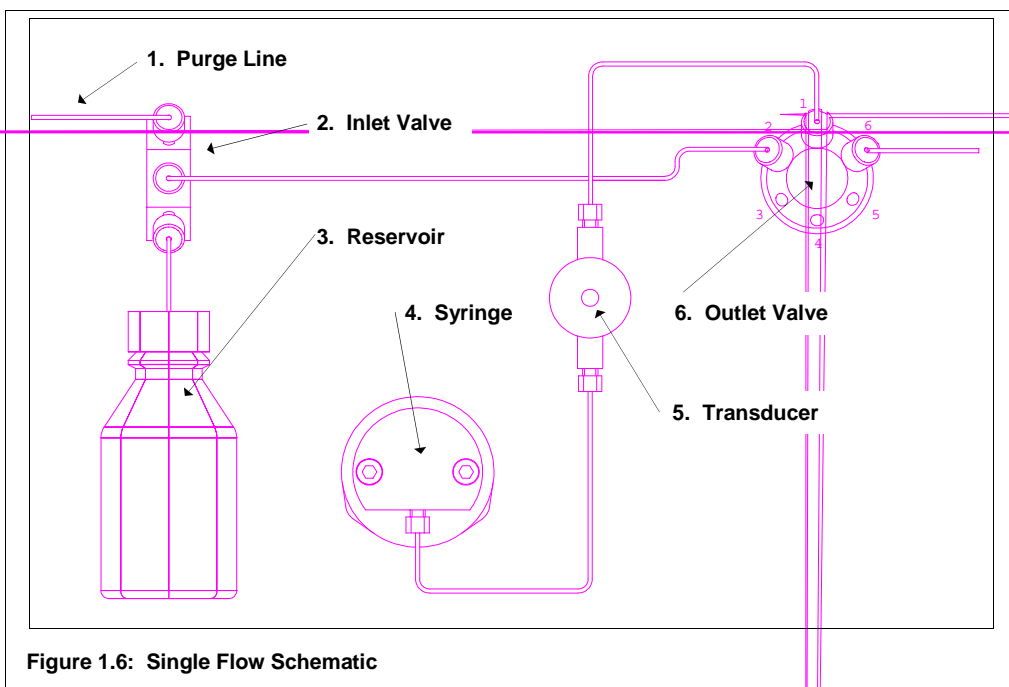 1. Purge Line
2. Inlet Valve
3. Reservoir
4. Syringe
5. Transducer
6. Outlet Valve
1
2
6
3
5
4
Figure 1.6: Single Flow Schematic